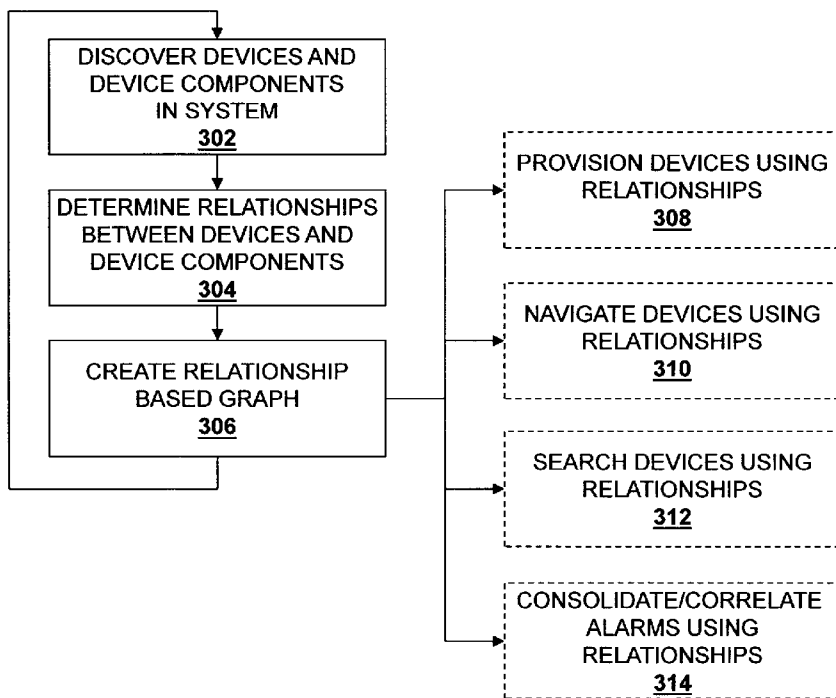 DISCOVER DEVICES AND
DEVICE COMPONENTS
IN SYSTEM
302
DETERMINE RELATIONSHIPS
BETWEEN DEVICES AND
DEVICE COMPONENTS
304
CREATE RELATIONSHIP
BASED GRAPH
306
PROVISION DEVICES USING
RELATIONSHIPS
308
NAVIGATE DEVICES USING
RELATIONSHIPS
310
SEARCH DEVICES USING
RELATIONSHIPS
312
CONSOLIDATE/CORRELATE
ALARMS USING
RELATIONSHIPS
314